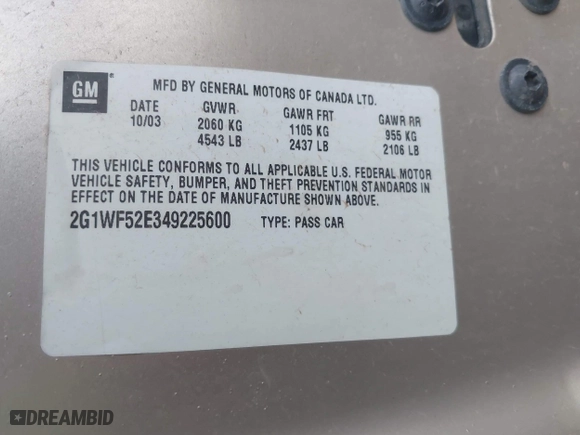 GM
MFD BY GENERAL MOTORS OF CANADA LTD.
DATE GVWR GAWR FRT GAWR RR
10/03 2060 KG 1105 KG 955 KG
4543 LB 2437 LB 2106 LB
THIS VEHICLE CONFORMS TO ALL APPLICABLE U.S. FEDERAL MOTOR
VEHICLE SAFETY, BUMPER, AND THEFT PREVENTION STANDARDS IN
EFFECT ON THE DATE OF MANUFACTURE SHOWN ABOVE.
2G1WF52E349225600 TYPE: PASS CAR
DREAMBID